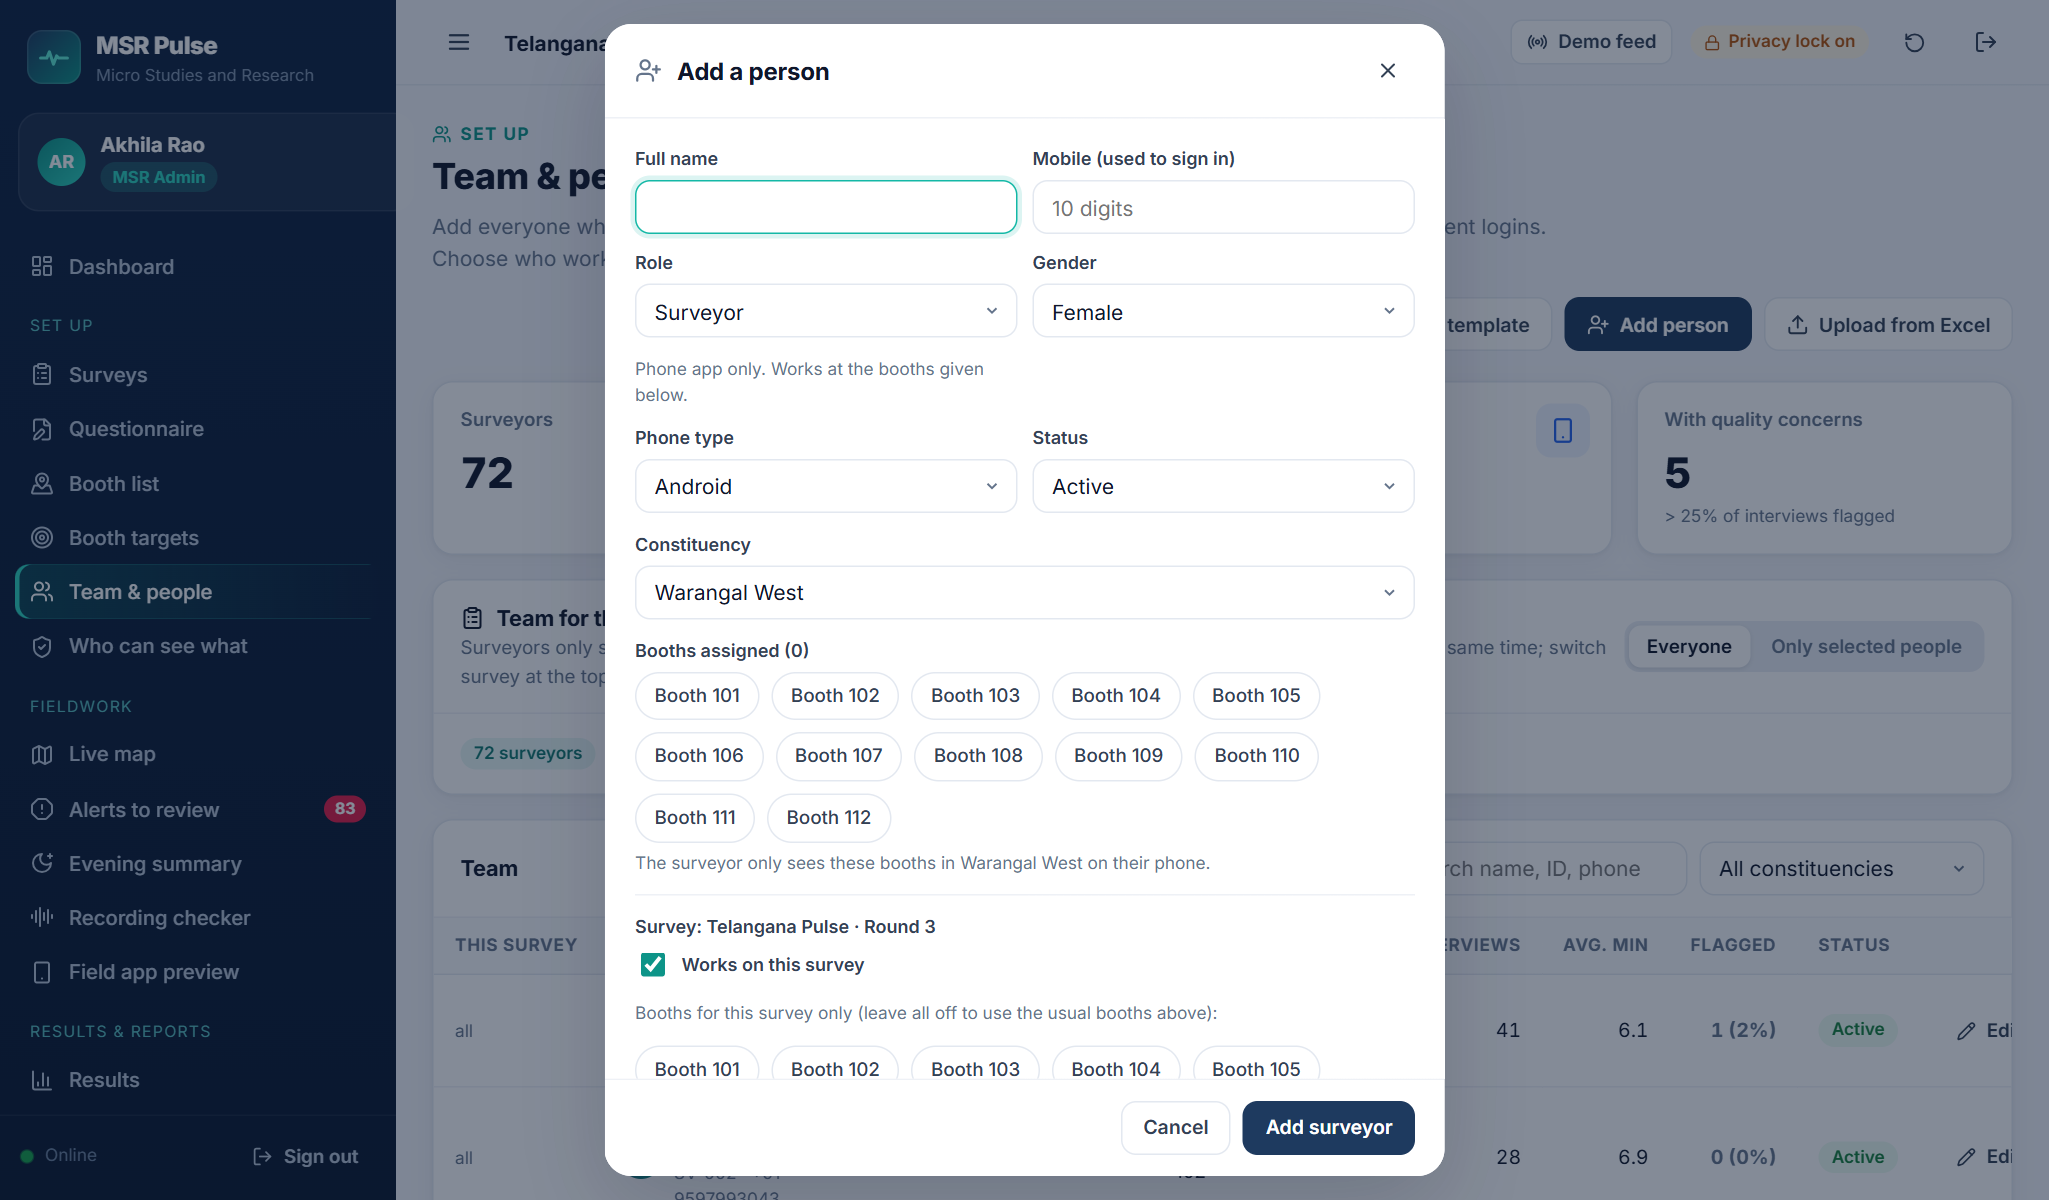 MSR Pulse
Micro Studies and Research
AR
Akhila Rao
MSR Admin
Dashboard
SET UP
Surveys
Questionnaire
Booth list
Booth targets
Team & people
Who can see what
FIELDWORK
Live map
Alerts to review
83
Evening summary
Recording checker
Field app preview
RESULTS & REPORTS
Results
Online
Sign out
Telangana
Demo feed
Privacy lock on
SET UP
Team & pe
Add everyone wh
ent logins.
Choose who work
template
Add person
Upload from Excel
Surveyors
72
With quality concerns
5
> 25% of interviews flagged
Team for th
Surveyors only s
same time; switch
survey at the top
Everyone
Only selected people
72 surveyors
Team
rch name, ID, phone
All constituencies
THIS SURVEY
ERVIEWS
AVG. MIN
FLAGGED
STATUS
all
41
6.1
1 (2%)
Active
Edi
all
28
6.9
0 (0%)
Active
Edi
9597993043
Add a person
Full name
Mobile (used to sign in)
10 digits
Role
Gender
Surveyor
Female
Phone app only. Works at the booths given
below.
Phone type
Status
Android
Active
Constituency
Warangal West
Booths assigned (0)
Booth 101
Booth 102
Booth 103
Booth 104
Booth 105
Booth 106
Booth 107
Booth 108
Booth 109
Booth 110
Booth 111
Booth 112
The surveyor only sees these booths in Warangal West on their phone.
Survey: Telangana Pulse · Round 3
Works on this survey
Booths for this survey only (leave all off to use the usual booths above):
Booth 101
Booth 102
Booth 103
Booth 104
Booth 105
Cancel
Add surveyor